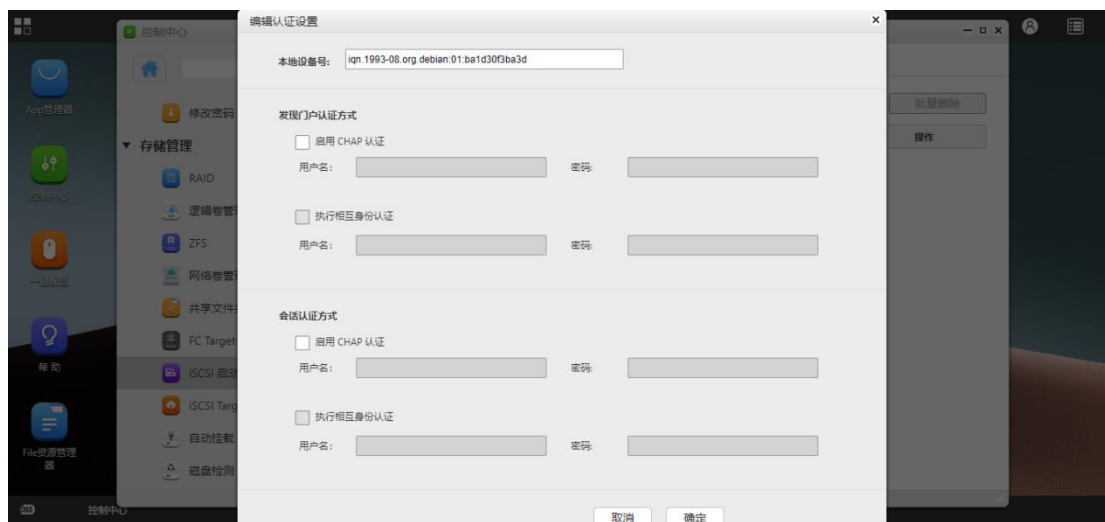 编辑认证设置
×
控制中心
本地设备号:
iqn.1993-08.org.debian:01:ba1d30f3ba3d
App管理器
修改密码
发现门户认证方式
批量删除
启用 CHAP 认证
操作
存储管理
用户名:
密码:
RAID
控制中心
逻辑卷管
执行相互身份认证
ZFS
用户名:
密码:
网络卷管
共享文件
会话认证方式
FC Target
启用 CHAP 认证
帮 助
iSCSI 启
用户名:
密码:
iSCSI Targ
执行相互身份认证
自动挂载
用户名:
密码:
File资源管理器
磁盘检测
控制中心
取消
确定